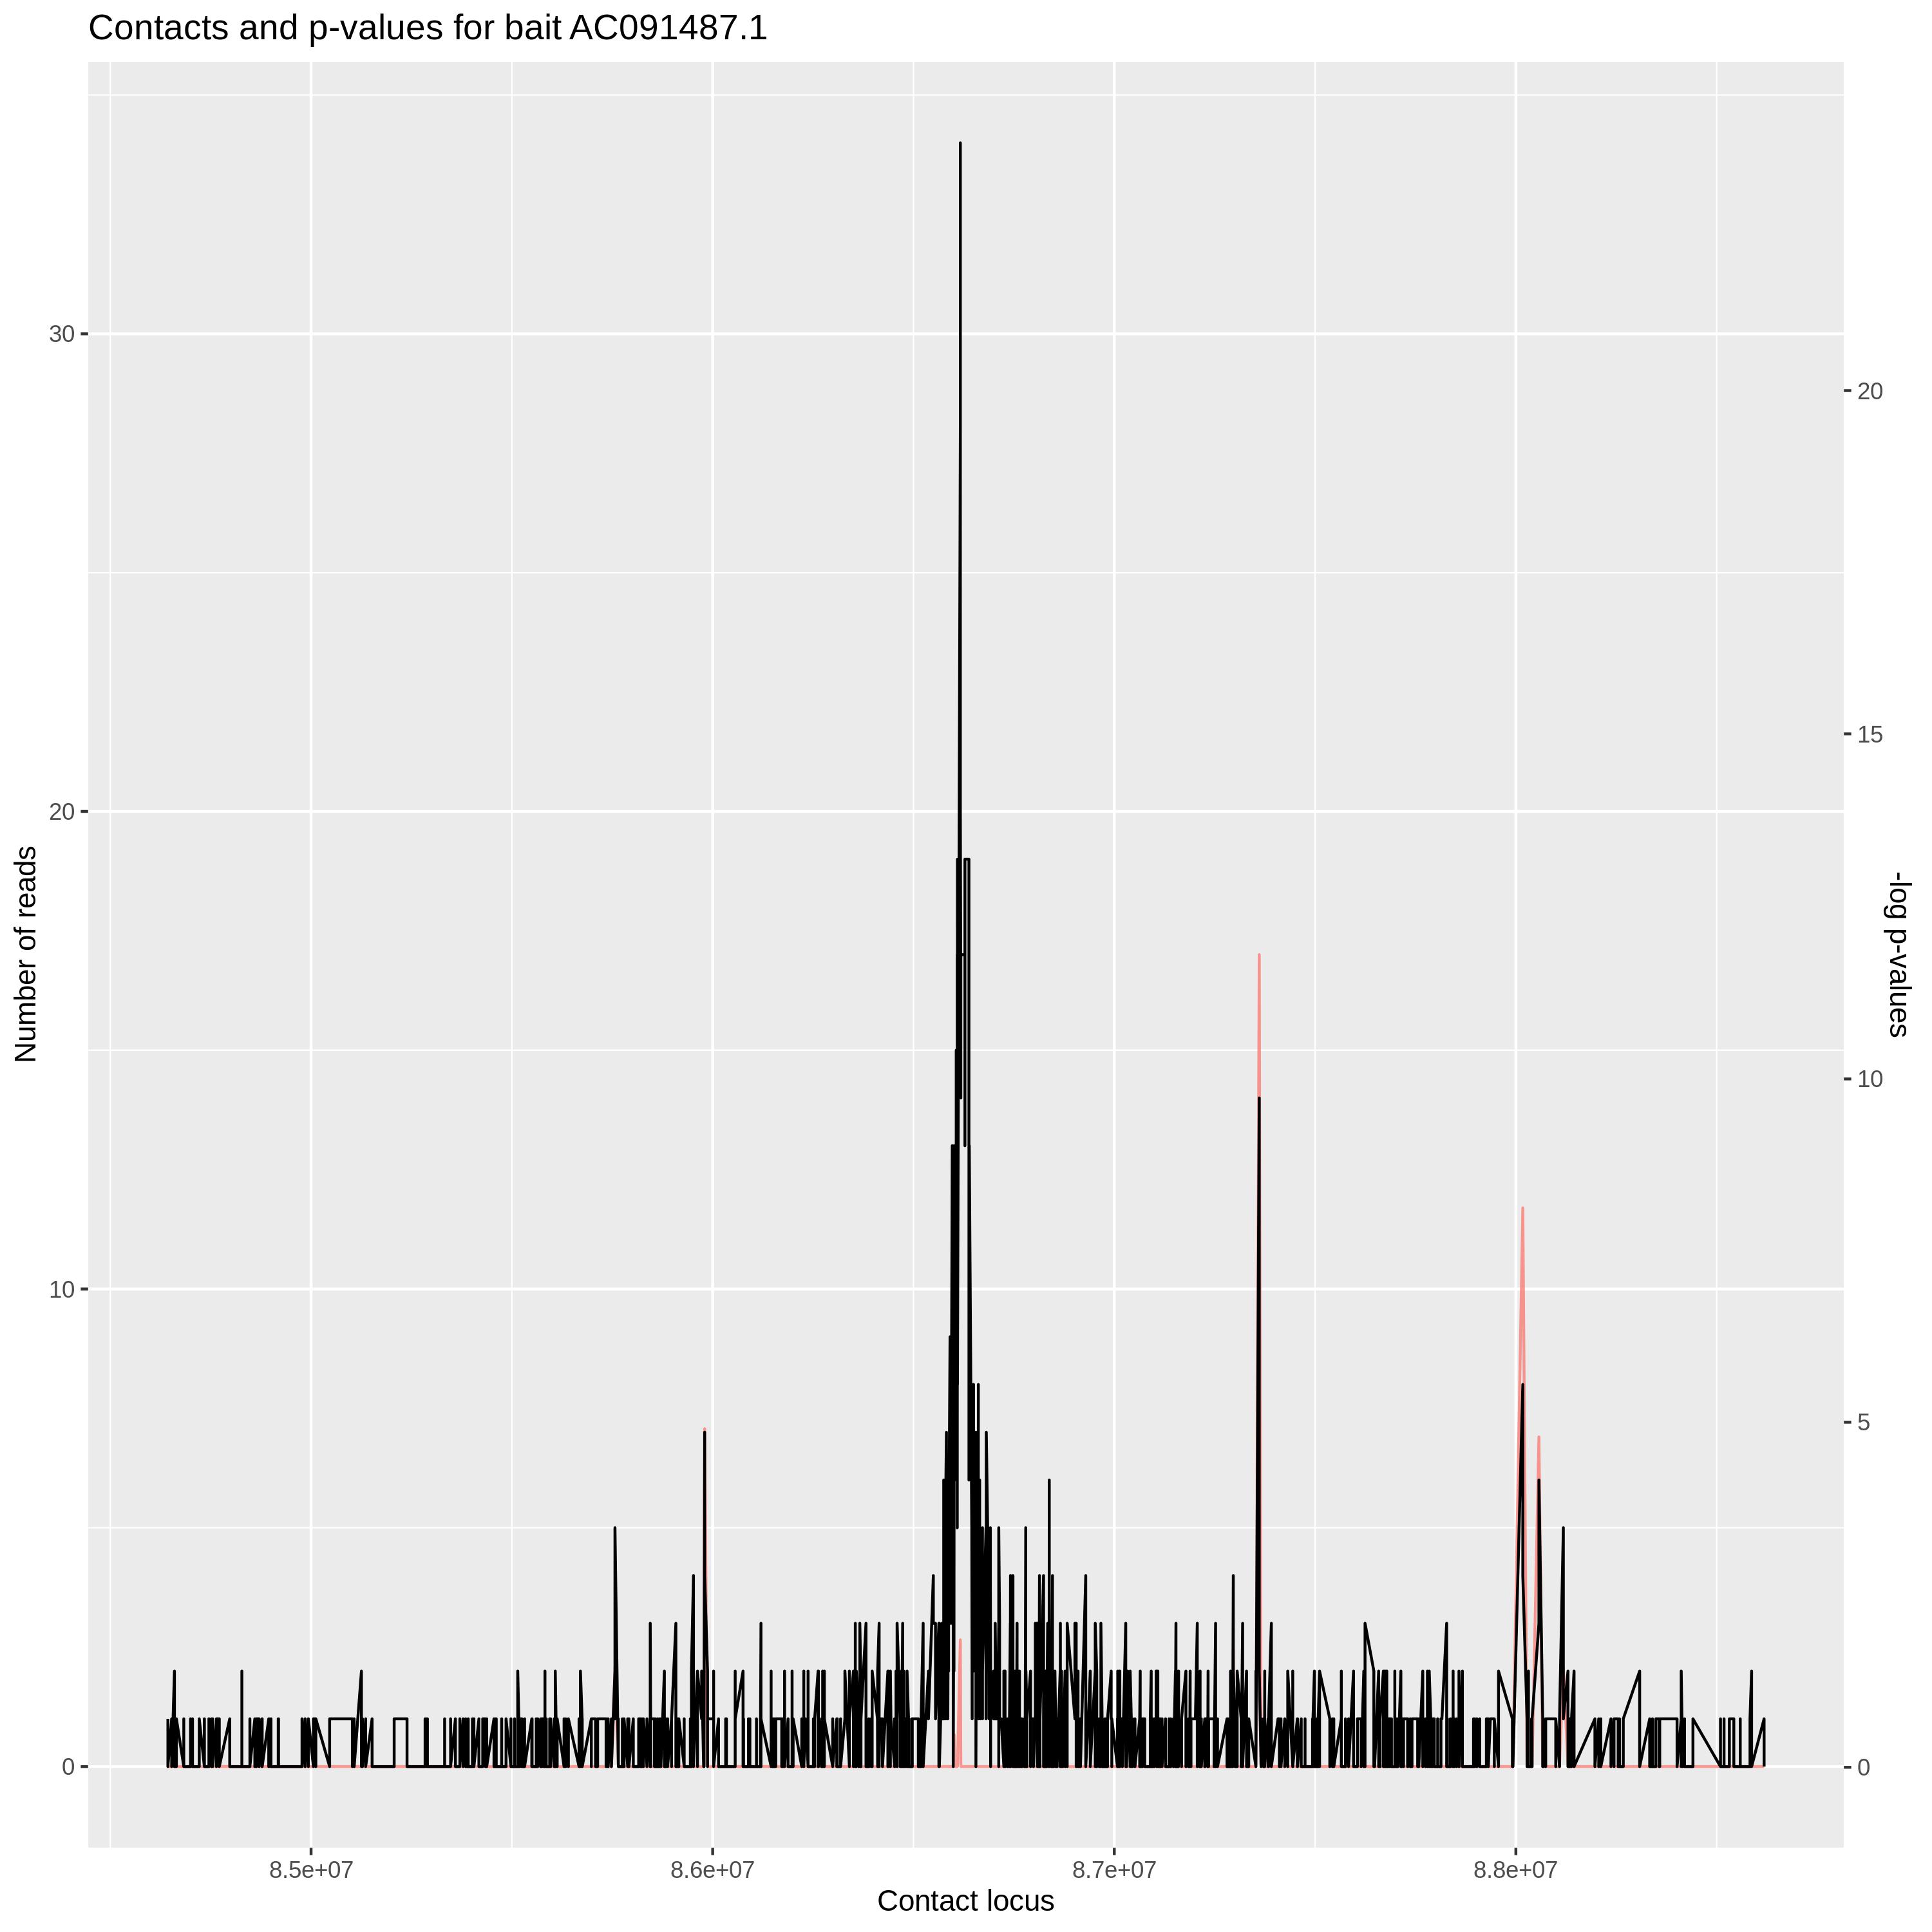 Contacts and p-values for bait AC091487.1
Number of reads
30
20
10
0
20
15
10
5
0
-log p-values
8.5e+07 8.6e+07 8.7e+07 8.8e+07
Contact locus